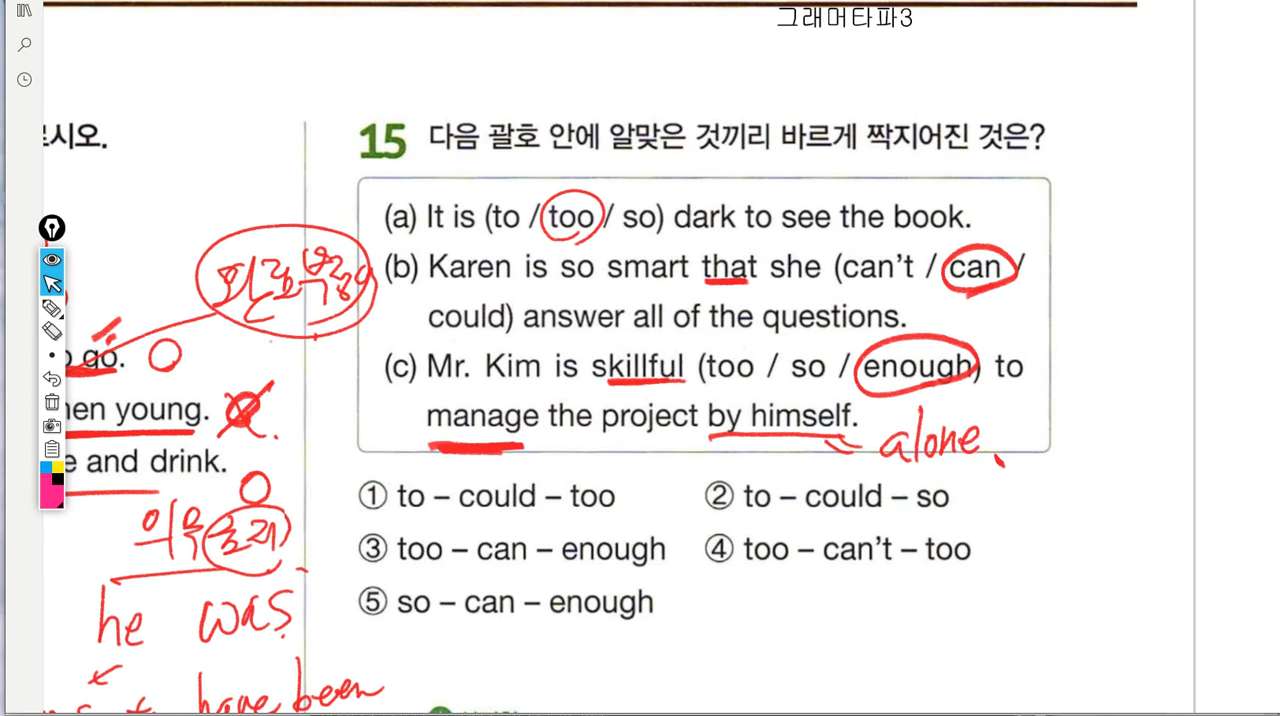 그래머타파3
르시오.
15 다음 괄호 안에 알맞은 것끼리 바르게 짝지어진 것은?
(a) It is (to / too / so) dark to see the book.
(b) Karen is so smart that she (can't / can /
could) answer all of the questions.
(c) Mr. Kim is skillful (too / so / enough) to
manage the project by himself.
alone.
① to – could – too
② to – could – so
③ too – can – enough
④ too – can't – too
⑤ so – can – enough
go.
hen young.
e and drink.
he was
have been